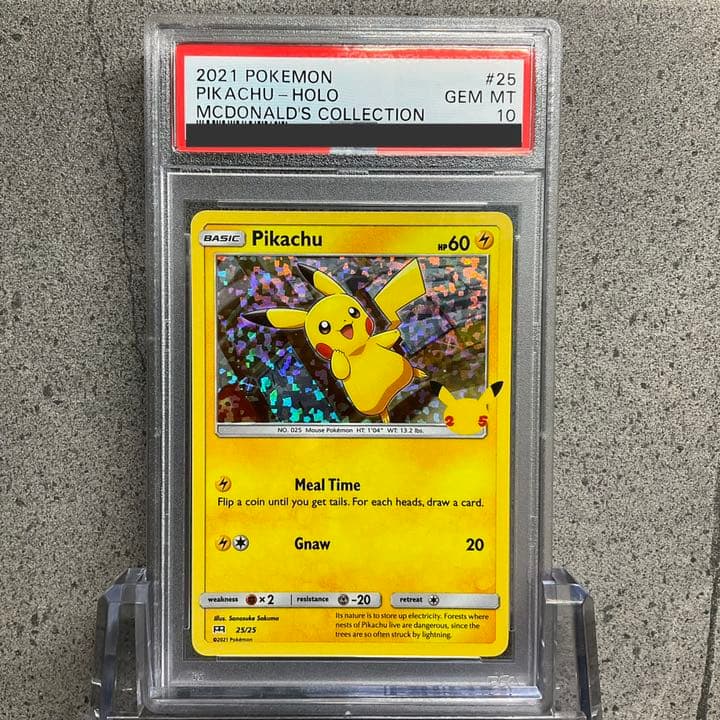 2021 POKEMON #25
PIKACHU - HOLO GEM MT
MCDONALD'S COLLECTION 10
BASIC Pikachu HP60
25
NO. 025 Mouse Pokémon HT: 1'04" WT: 13.2 lbs.
Meal Time
Flip a coin until you get tails. For each heads, draw a card.
Gnaw 20
weakness ×2 resistance -20 retreat
Illus. Sanosuke Sakuma
25/25
©2021 Pokémon
Its nature is to store up electricity. Forests where
nests of Pikachu live are dangerous, since the
trees are so often struck by lightning.